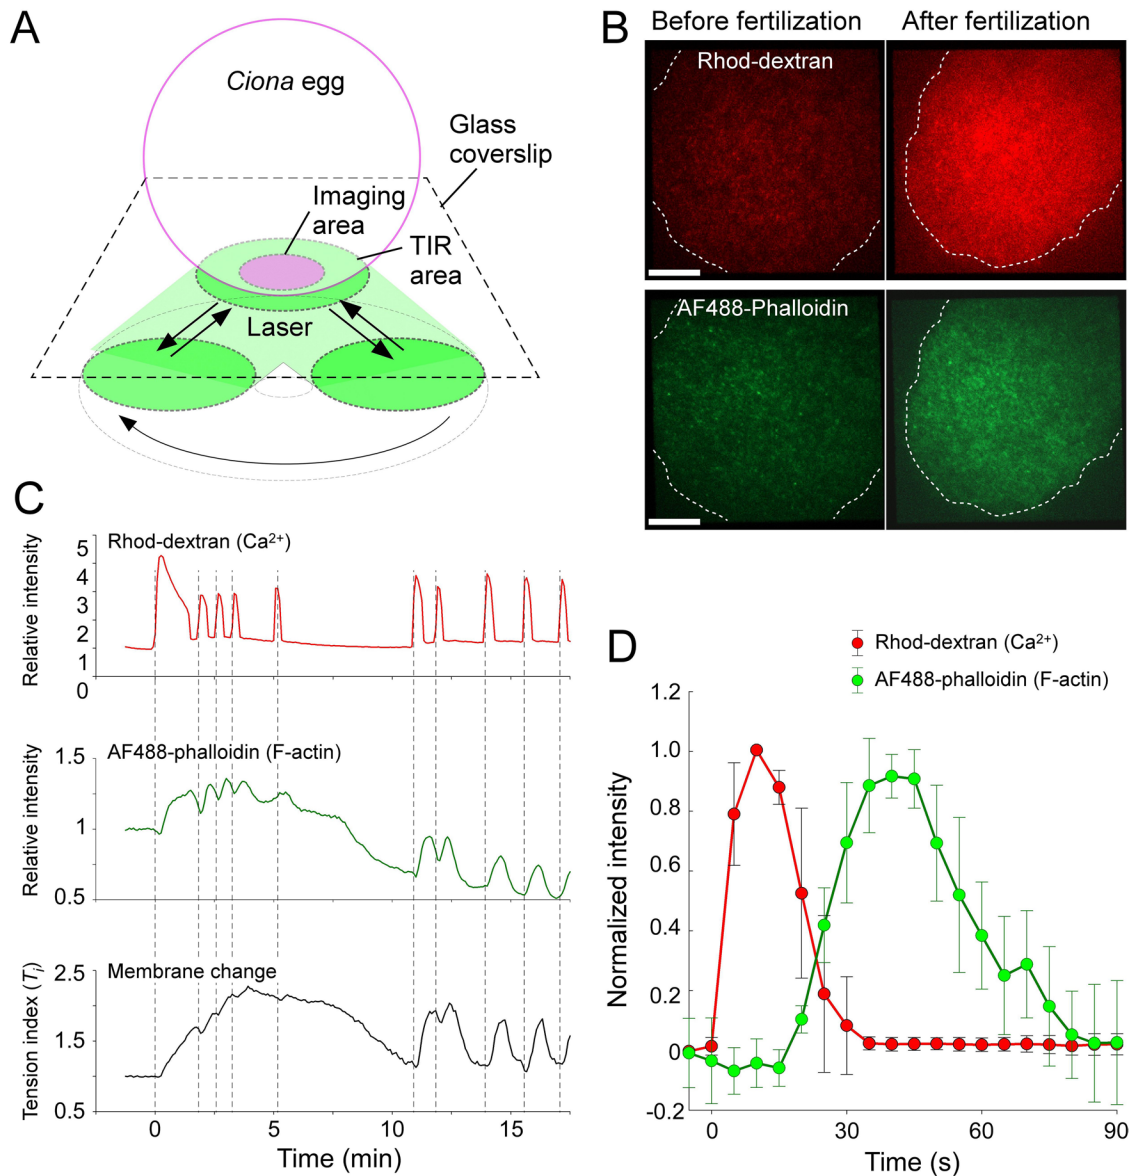 A
Ciona egg
Glass
coverslip
Imaging
area
TIR
area
Laser
B
Before fertilization
After fertilization
Rhod-dextran
AF488-Phalloidin
C
Rhod-dextran (Ca²⁺)
Relative intensity
5
4
3
2
1
0
AF488-phalloidin (F-actin)
Relative intensity
1.5
1
0.5
Membrane change
Tension index (Ti)
2.5
1.5
0.5
0
5
10
15
Time (min)
D
Rhod-dextran (Ca²⁺)
AF488-phalloidin (F-actin)
Normalized intensity
1.2
1.0
0.8
0.6
0.4
0.2
0
-0.2
0
30
60
90
Time (s)